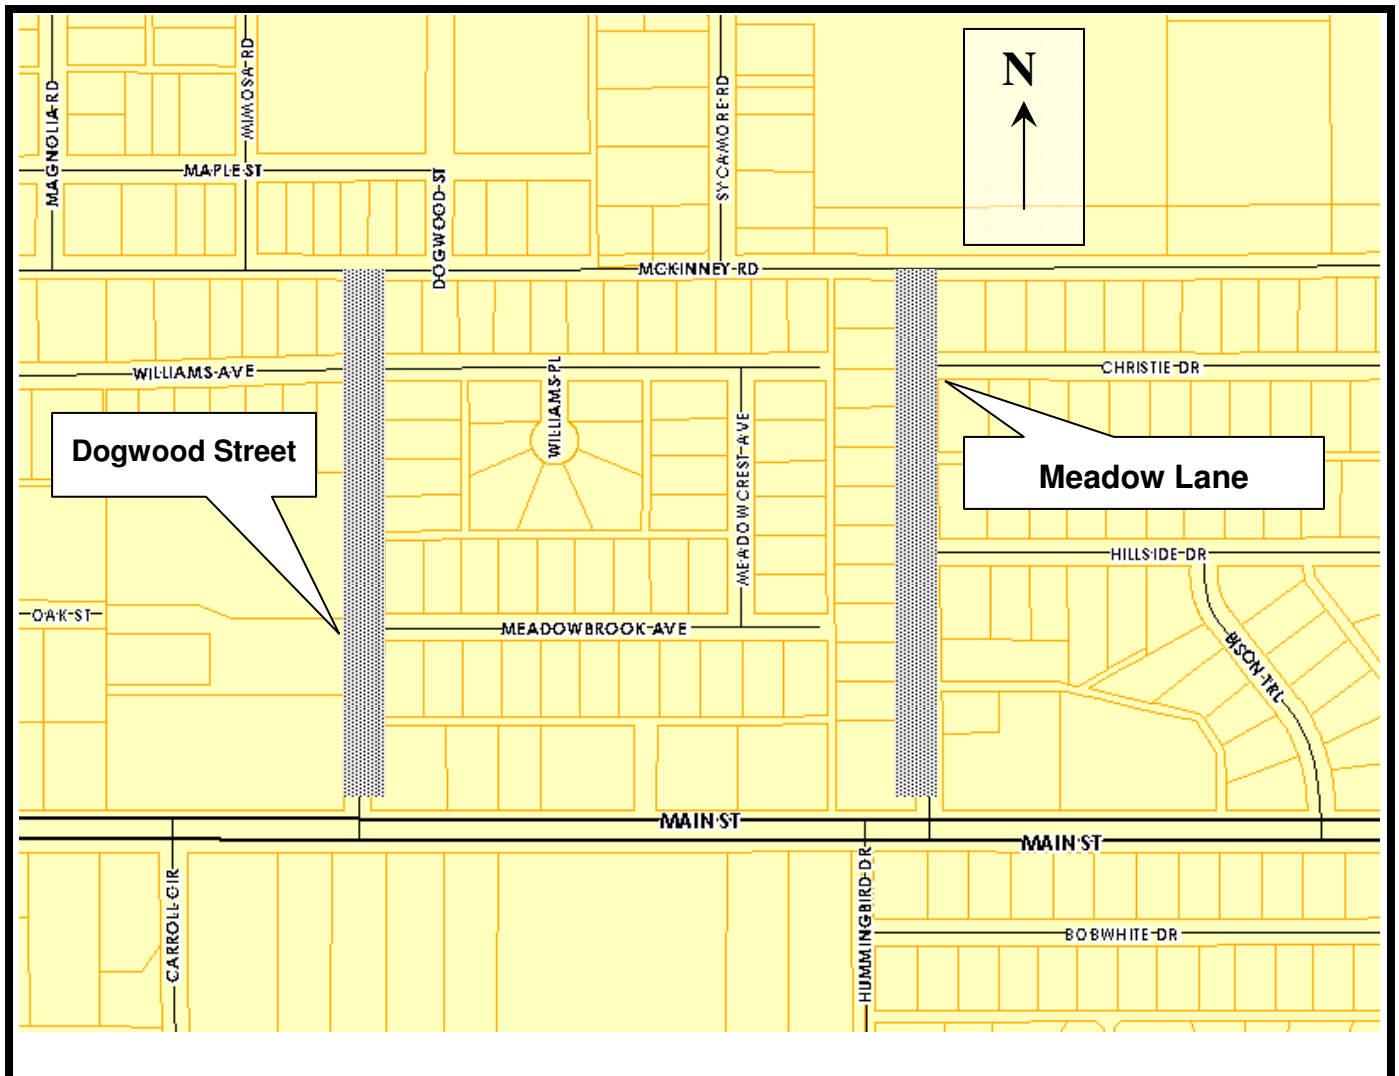 MAGNOLIA RD
MIMOSA-RD
SYCAMORE-RD
N
MAPLE ST
DOGWOOD-ST
MCKINNEY-RD
WILLIAMS-AVE
WILLIAMS-PL
CHRISTIE-DR
Dogwood Street
MEADOWCREST-AVE
Meadow Lane
HILLSIDE-DR
OAK-ST
MEADOWBROOK-AVE
BISON-TRL
MAIN ST
MAIN ST
CARROLL-CIR
HUMMINGBIRD-DR
BOBWHITE-DR